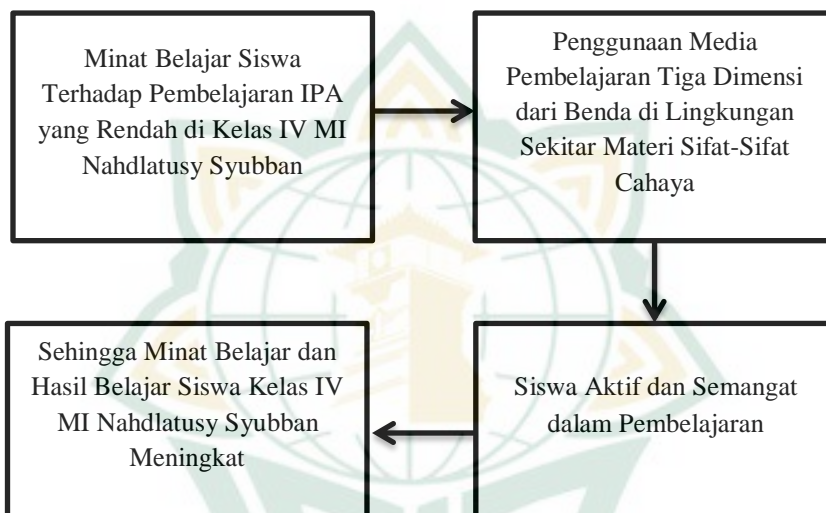 Minat Belajar Siswa
Terhadap Pembelajaran IPA
yang Rendah di Kelas IV MI
Nahdlatusy Syubban
Penggunaan Media
Pembelajaran Tiga Dimensi
dari Benda di Lingkungan
Sekitar Materi Sifat-Sifat
Cahaya
Siswa Aktif dan Semangat
dalam Pembelajaran
Sehingga Minat Belajar dan
Hasil Belajar Siswa Kelas IV
MI Nahdlatusy Syubban
Meningkat